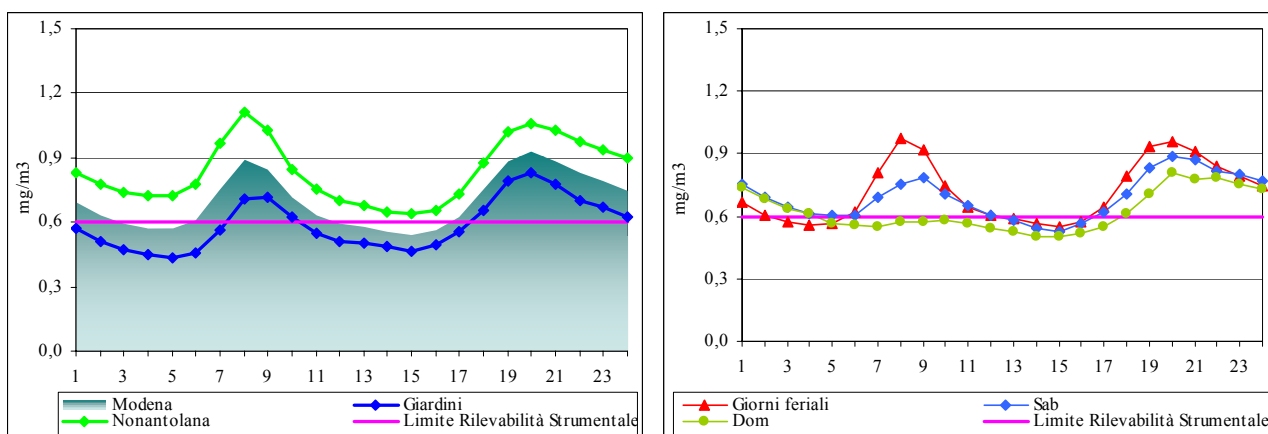 1,5
1,2
0,9
0,6
0,3
0,0
mg/m3
1 3 5 7 9 11 13 15 17 19 21 23
Modena Giardini
Nonantolana Limite Rilevabilità Strumentale
1,5
1,2
0,9
0,6
0,3
0,0
mg/m3
1 3 5 7 9 11 13 15 17 19 21 23
Giorni feriali Sab
Dom Limite Rilevabilità Strumentale